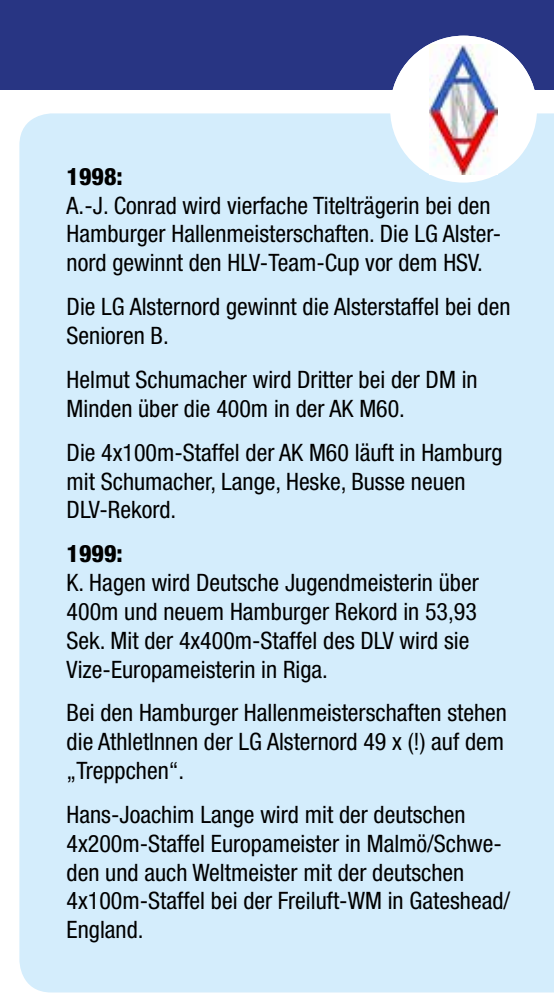 ANA
1998:
A.-J. Conrad wird vierfache Titelträgerin bei den
Hamburger Hallenmeisterschaften. Die LG Alster-
nord gewinnt den HLV-Team-Cup vor dem HSV.
Die LG Alsternord gewinnt die Alsterstaffel bei den
Senioren B.
Helmut Schumacher wird Dritter bei der DM in
Minden über die 400m in der AK M60.
Die 4x100m-Staffel der AK M60 läuft in Hamburg
mit Schumacher, Lange, Heske, Busse neuen
DLV-Rekord.
1999:
K. Hagen wird Deutsche Jugendmeisterin über
400m und neuem Hamburger Rekord in 53,93
Sek. Mit der 4x400m-Staffel des DLV wird sie
Vize-Europameisterin in Riga.
Bei den Hamburger Hallenmeisterschaften stehen
die AthletInnen der LG Alsternord 49 x (!) auf dem
„Treppchen“.
Hans-Joachim Lange wird mit der deutschen
4x200m-Staffel Europameister in Malmö/Schwe-
den und auch Weltmeister mit der deutschen
4x100m-Staffel bei der Freiluft-WM in Gateshead/
England.